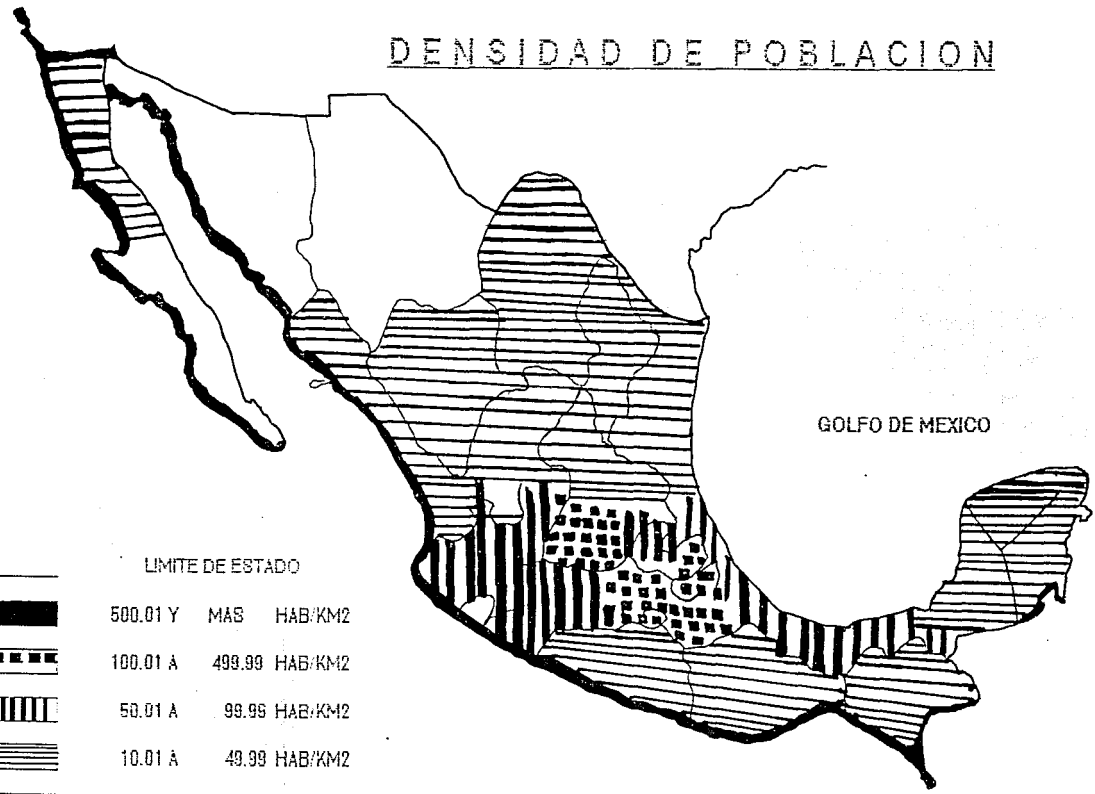 DENSIDAD DE POBLACION
GOLFO DE MEXICO
LIMITE DE ESTADO
500.01 Y MAS HAB/KM2
100.01 A 499.99 HAB/KM2
50.01 A 99.99 HAB/KM2
10.01 A 49.99 HAB/KM2